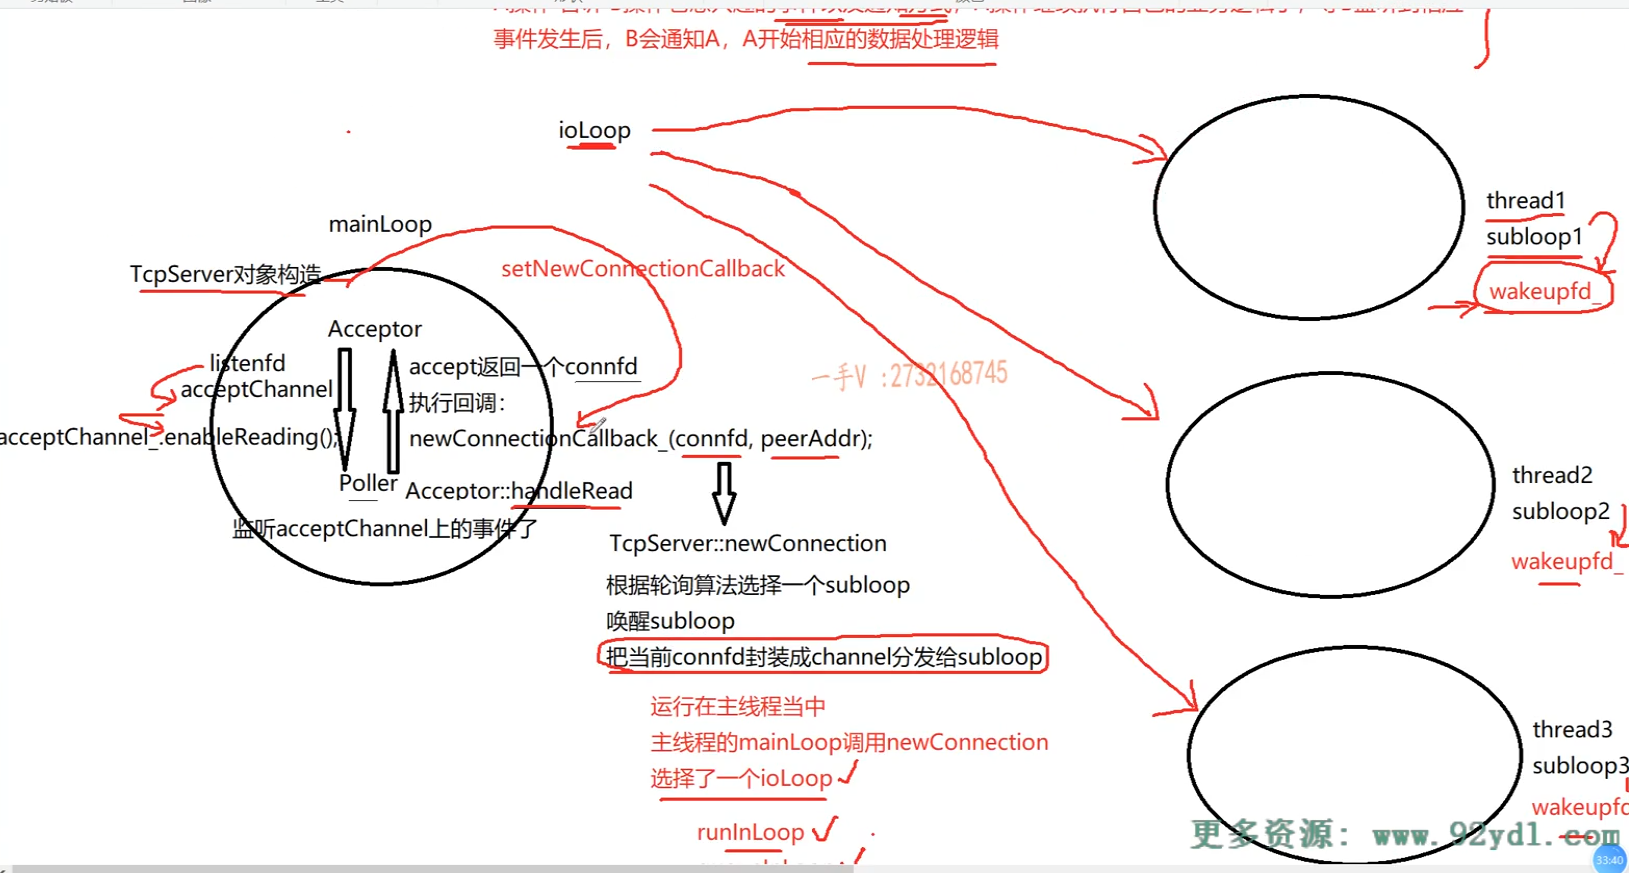 事件发生后，B会通知A，A开始相应的数据处理逻辑
ioLoop
mainLoop
TcpServer对象构造
setNewConnectionCallback
Acceptor
listenfd
acceptChannel
accept返回一个connfd
执行回调：
acceptChannel_.enableReading();
newConnectionCallback_(connfd, peerAddr);
Poller
Acceptor::handleRead
监听acceptChannel上的事件了
TcpServer::newConnection
根据轮询算法选择一个subloop
唤醒subloop
把当前connfd封装成channel分发给subloop
运行在主线程当中
主线程的mainLoop调用newConnection
选择了一个ioLoop
runInLoop
thread1
subloop1
wakeupfd_
thread2
subloop2
wakeupfd_
thread3
subloop3
wakeupfd
一手V :2732168745
更多资源: www.92ydl.com
33:40